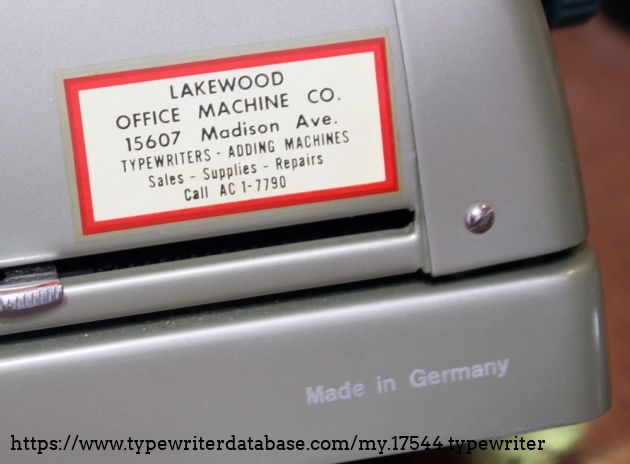 LAKEWOOD
OFFICE MACHINE CO.
15607 Madison Ave.
TYPEWRITERS - ADDING MACHINES
Sales - Supplies - Repairs
Call AC 1-7790
Made in Germany
https://www.typewriterdatabase.com/my.17544.typewriter